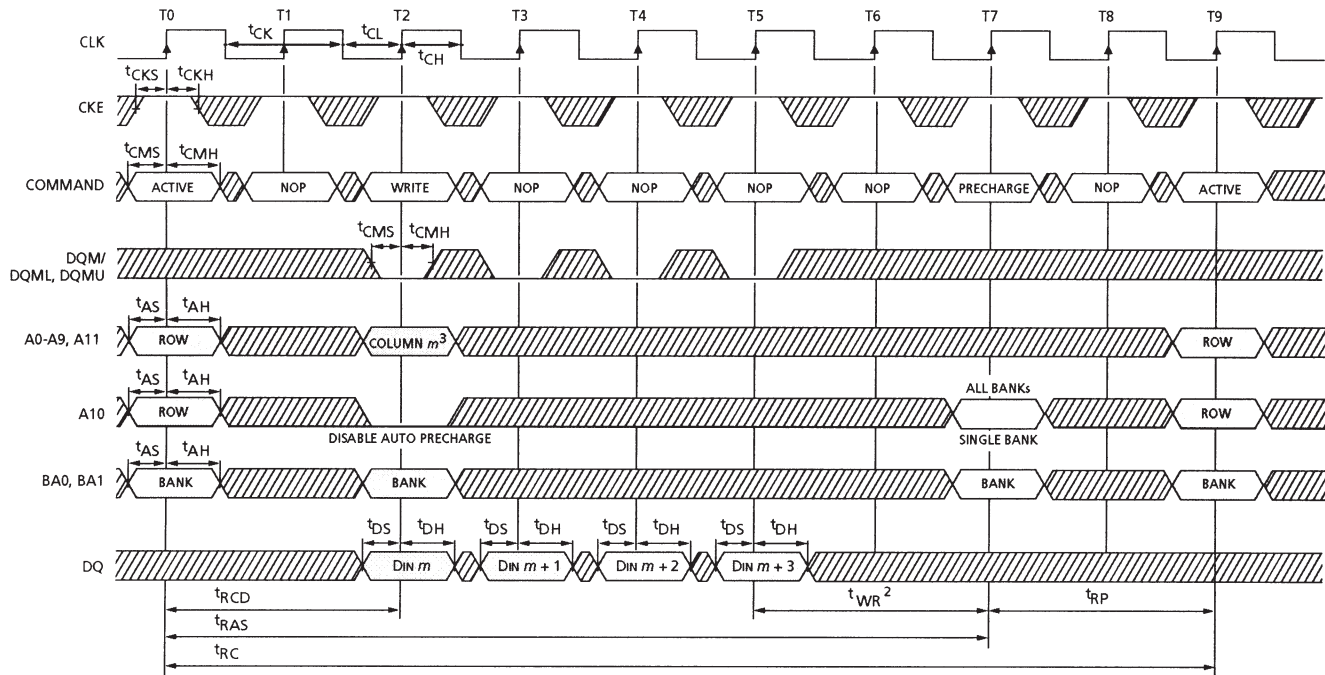 T0 T1 T2 T3 T4 T5 T6 T7 T8 T9
CLK tCK tCL tCH
tCKS tCKH
CKE
tCMS tCMH
COMMAND ACTIVE NOP WRITE NOP NOP NOP NOP PRECHARGE NOP ACTIVE
tCMS tCMH
DQM/
DQML, DQMU
tAS tAH
A0-A9, A11 ROW COLUMN m³ ROW
tAS tAH ALL BANKs
A10 ROW ROW
DISABLE AUTO PRECHARGE SINGLE BANK
tAS tAH
BA0, BA1 BANK BANK BANK BANK
tDS tDH tDS tDH tDS tDH tDS tDH
DQ DIN m DIN m + 1 DIN m + 2 DIN m + 3
tRCD tWR² tRP
tRAS
tRC